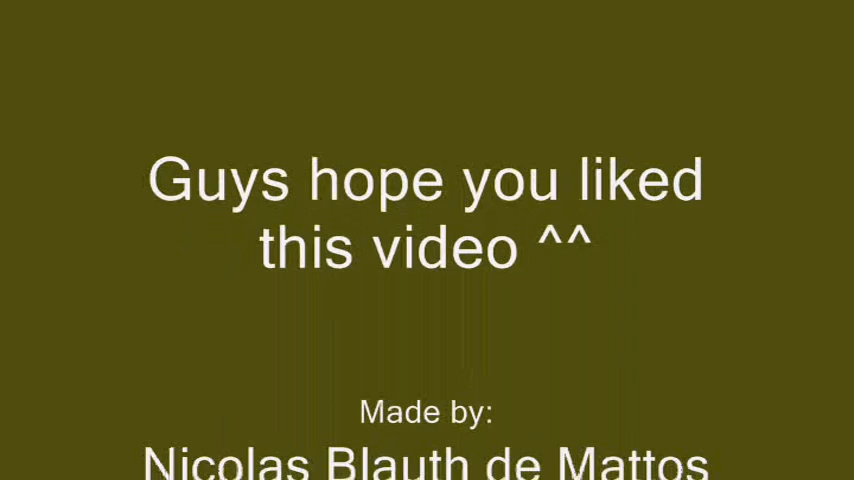 Guys hope you liked
this video ^^
Made by:
Nicolas Blauth de Mattos